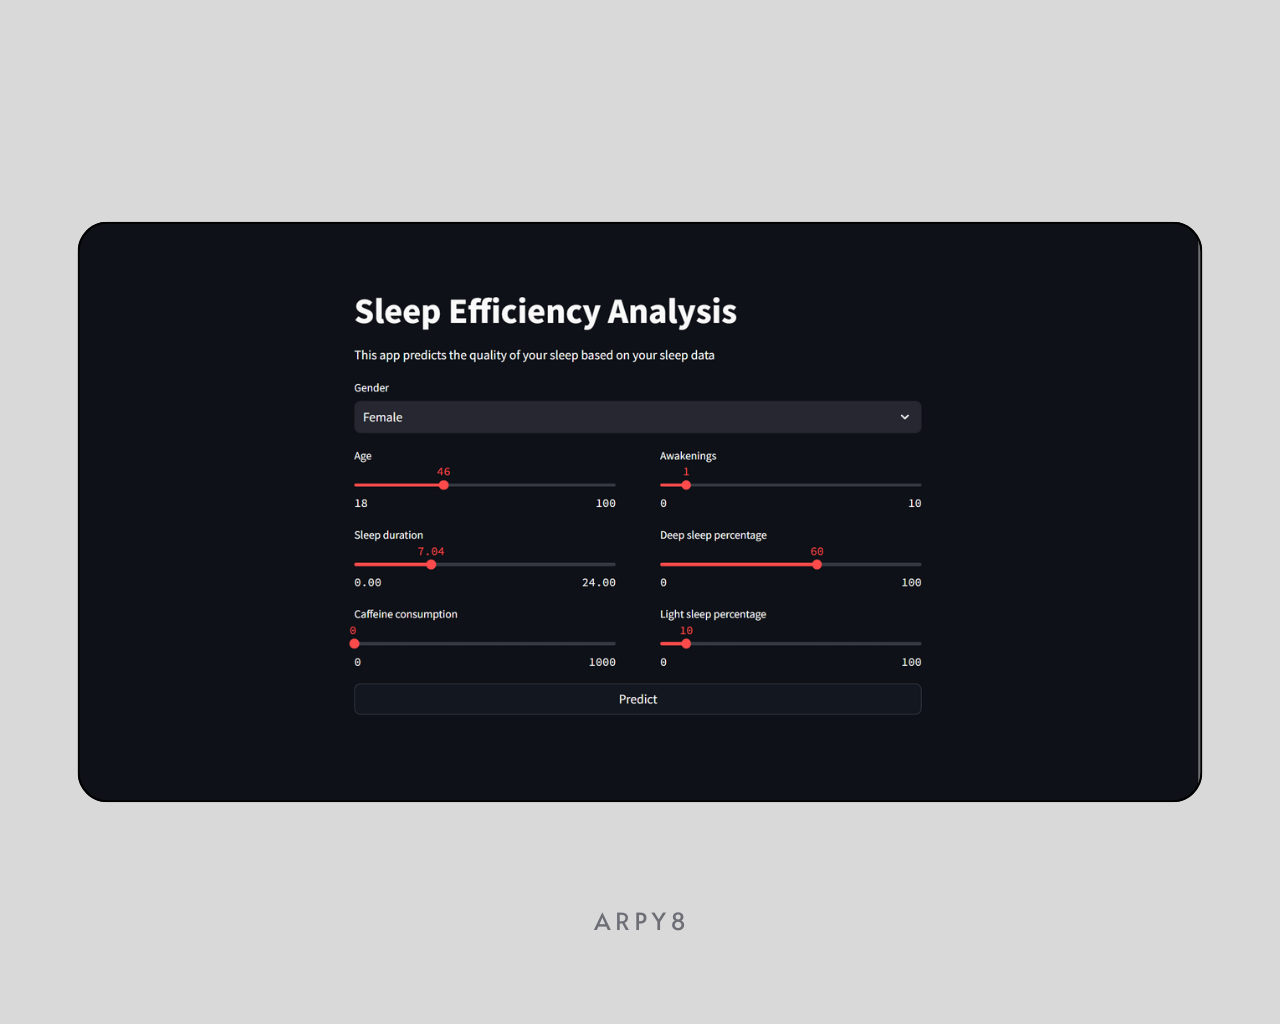 Sleep Efficiency Analysis
This app predicts the quality of your sleep based on your sleep data
Gender
Female
Age
46
18 100
Awakenings
1
0 10
Sleep duration
7.04
0.00 24.00
Deep sleep percentage
60
0 100
Caffeine consumption
0
0 1000
Light sleep percentage
10
0 100
Predict
ARPY8